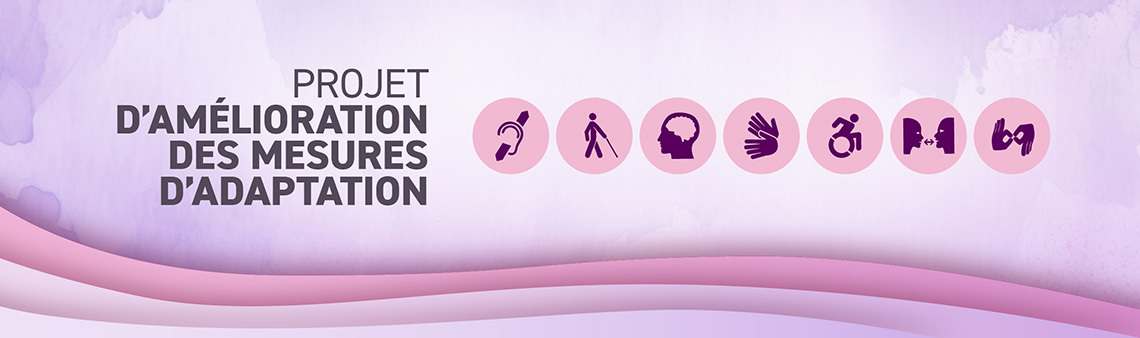 PROJET
D’AMÉLIORATION
DES MESURES
D’ADAPTATION